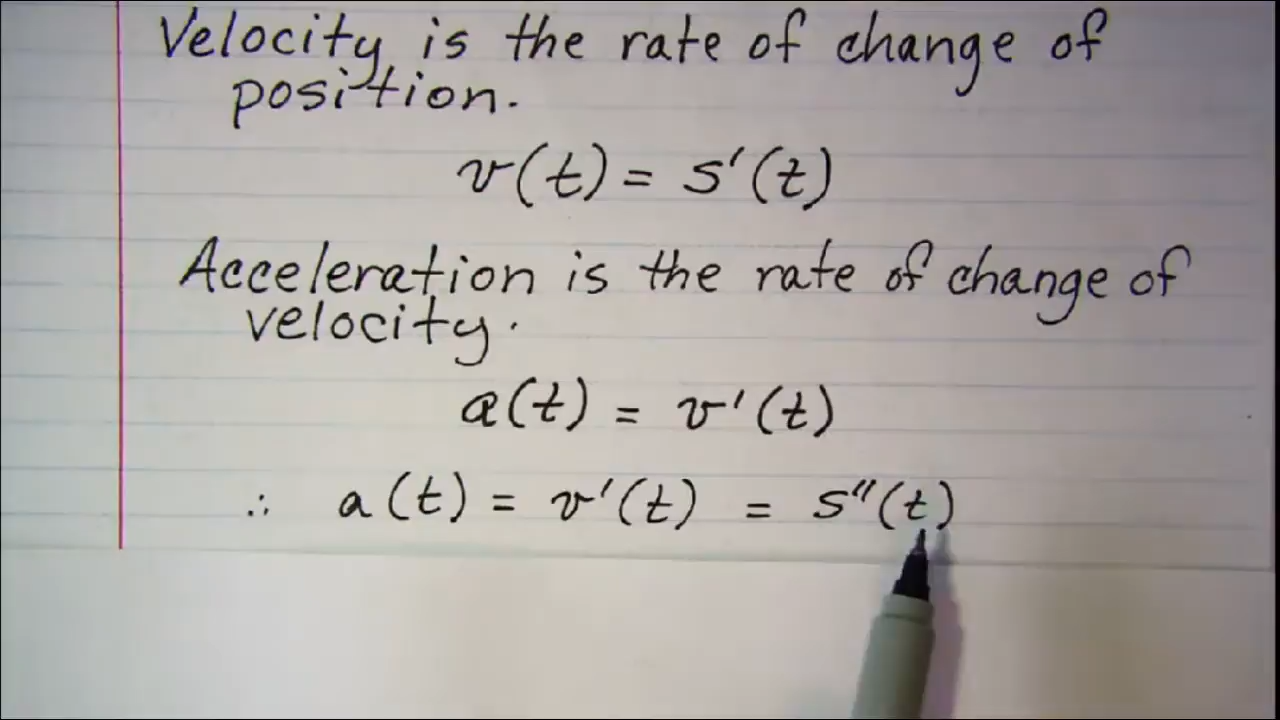 Velocity is the rate of change of
position.
v(t) = s'(t)
Acceleration is the rate of change of
velocity.
a(t) = v'(t)
∴ a(t) = v'(t) = s''(t)